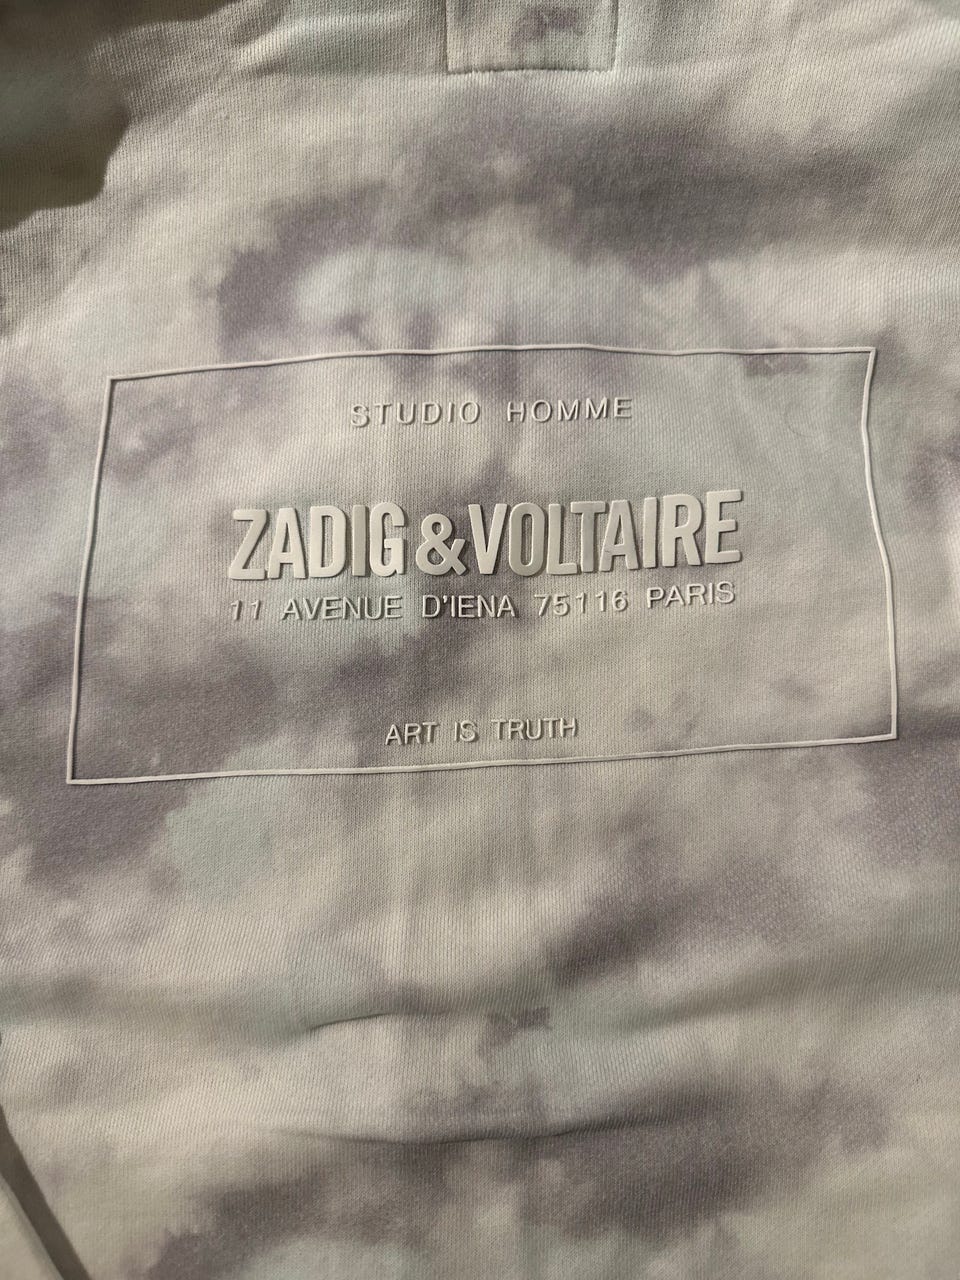 STUDIO HOMME
ZADIG & VOLTAIRE
11 AVENUE D'IENA 75116 PARIS
ART IS TRUTH